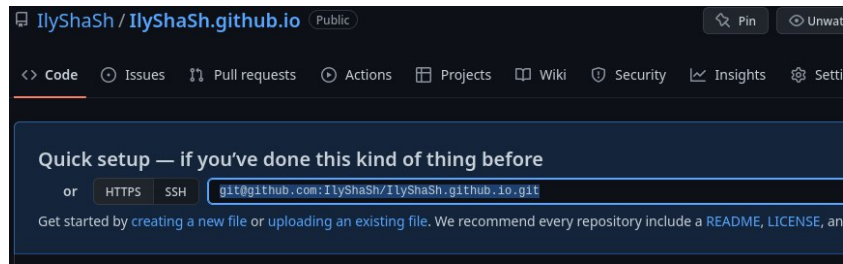 IlyShaSh / IlyShaSh.github.io Public Pin Unwat
<> Code Issues Pull requests Actions Projects Wiki Security Insights Setti
Quick setup — if you've done this kind of thing before
or HTTPS SSH git@github.com:IlyShaSh/IlyShaSh.github.io.git
Get started by creating a new file or uploading an existing file. We recommend every repository include a README, LICENSE, an